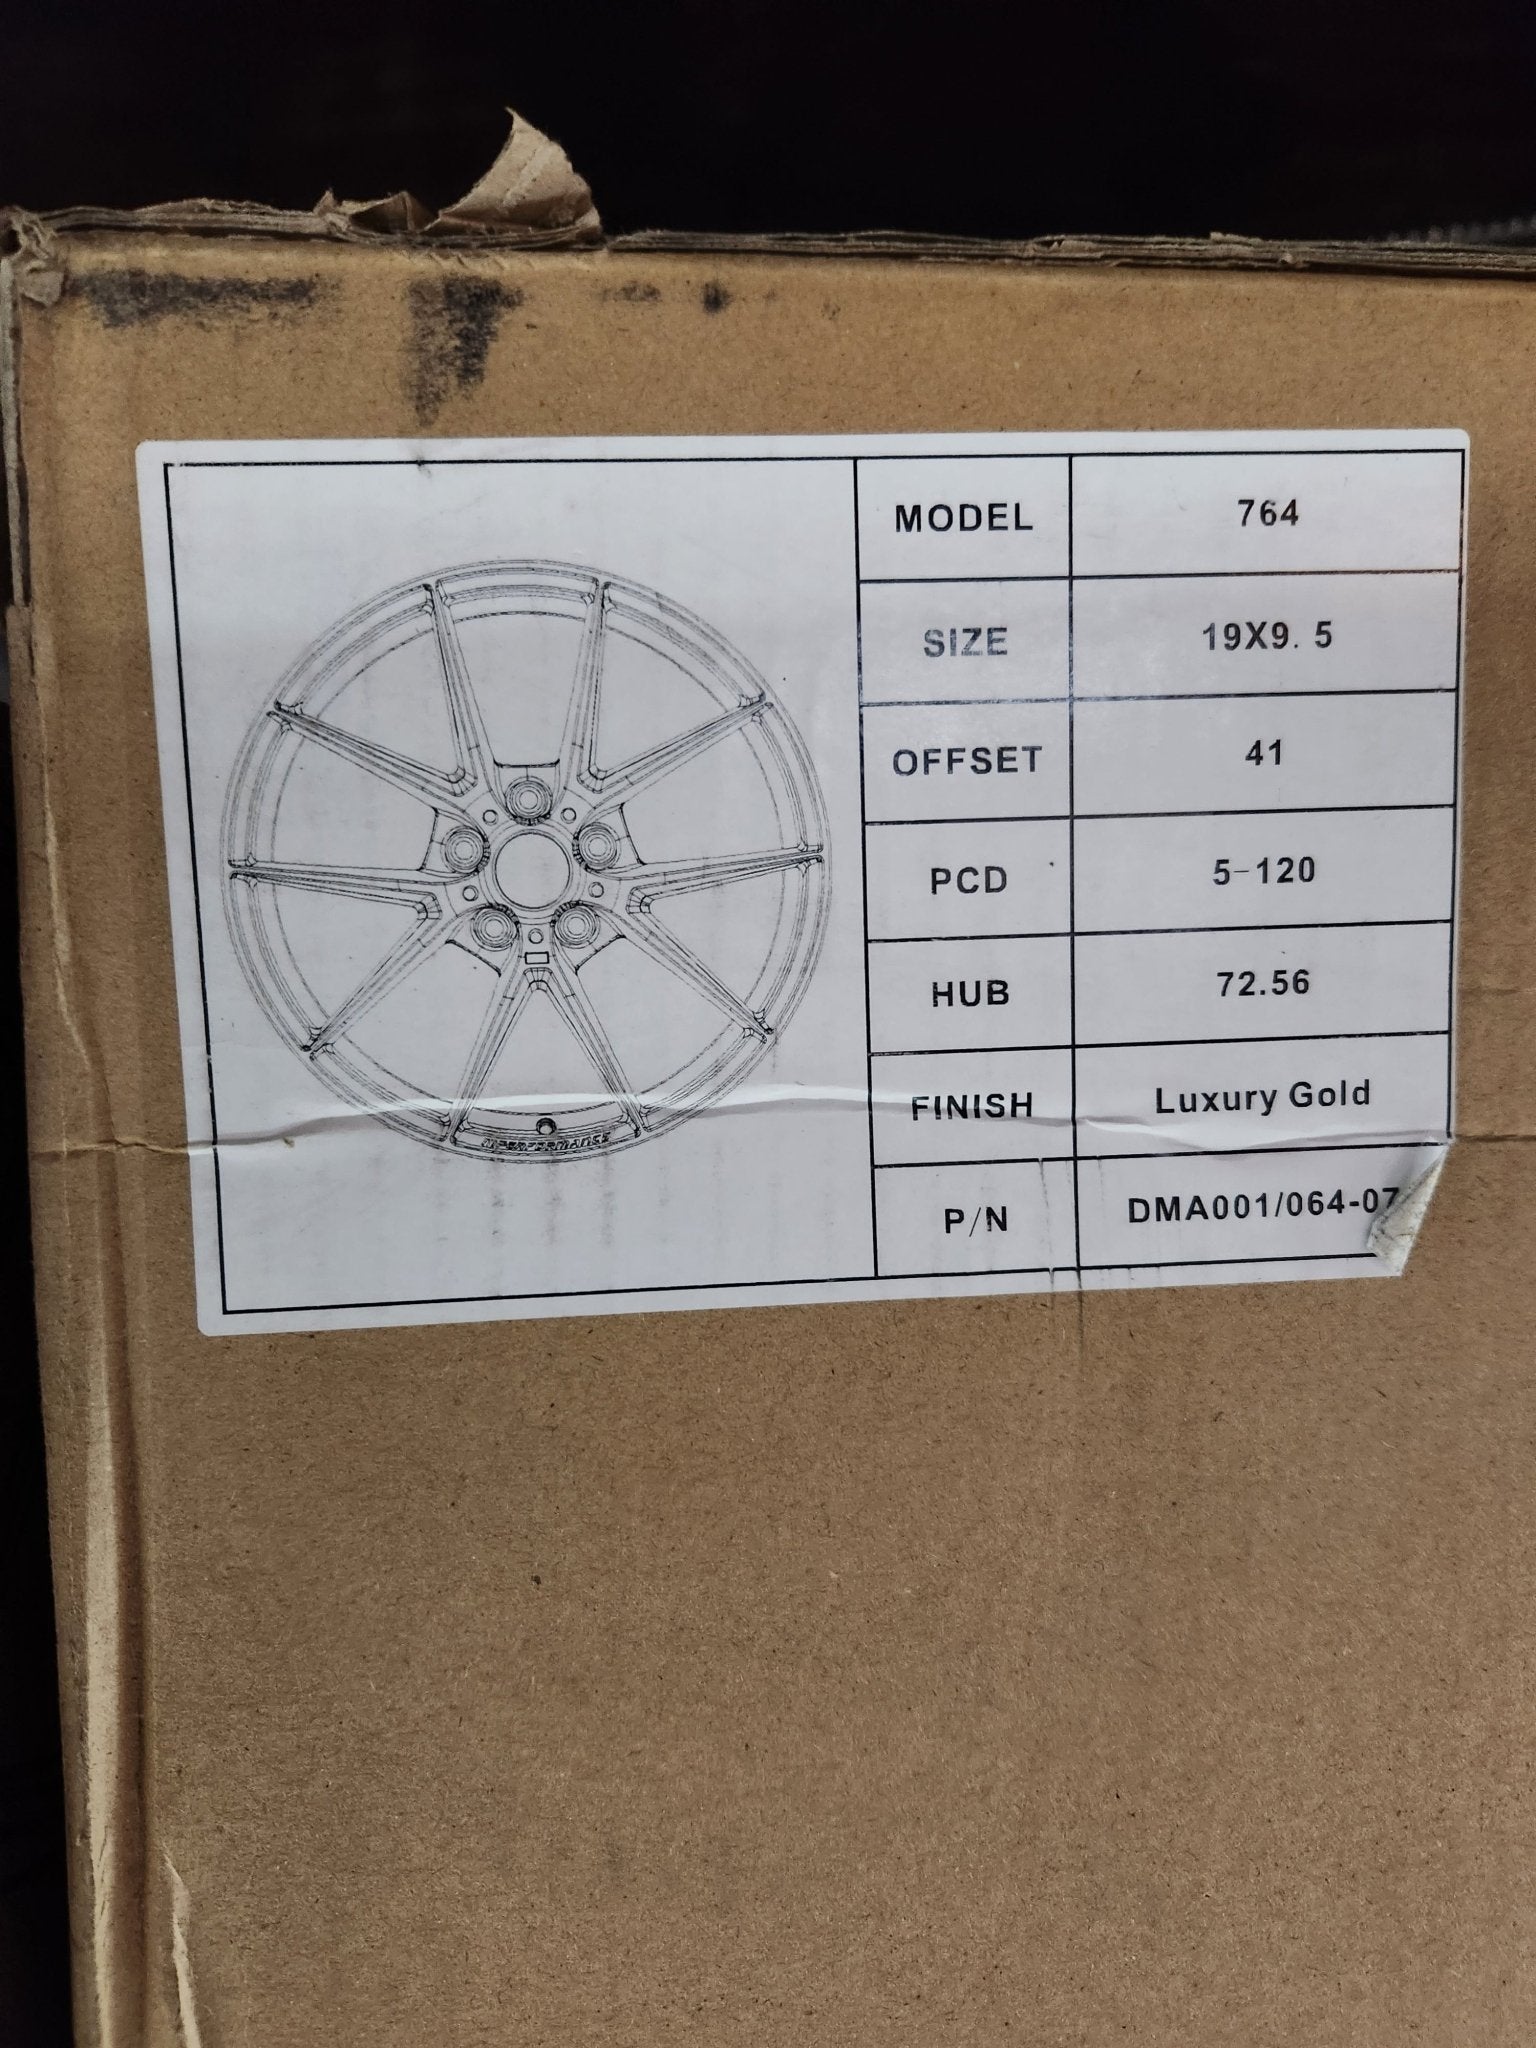 MODEL 764
SIZE 19X9. 5
OFFSET 41
PCD 5-120
HUB 72.56
FINISH Luxury Gold
P/N DMA001/064-07